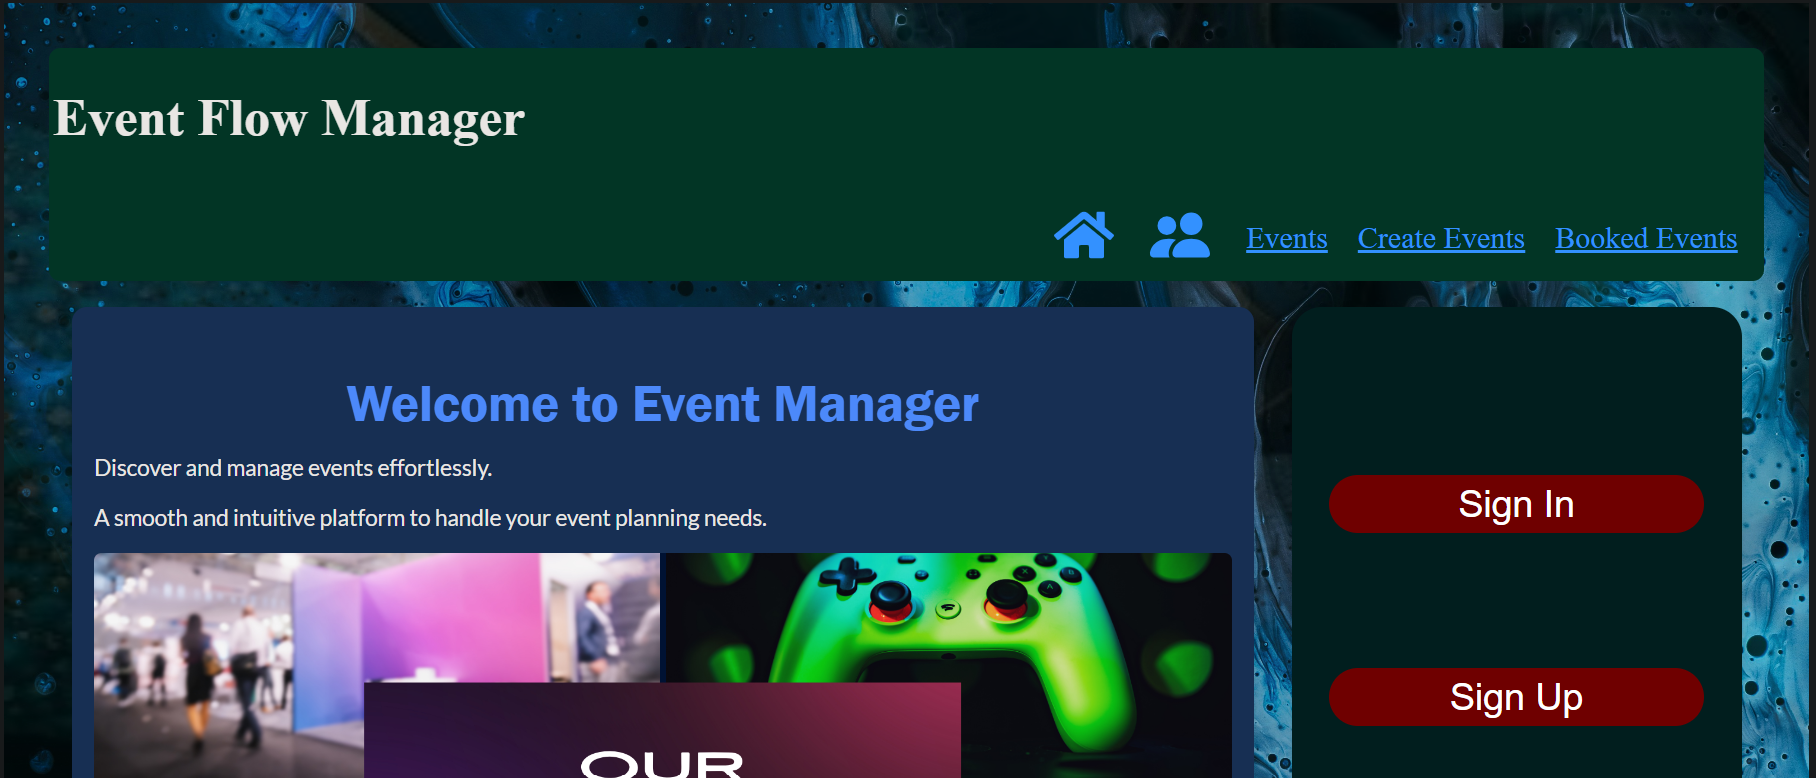 Event Flow Manager
Events Create Events Booked Events
Welcome to Event Manager
Discover and manage events effortlessly.
A smooth and intuitive platform to handle your event planning needs.
Sign In
Sign Up
OUR